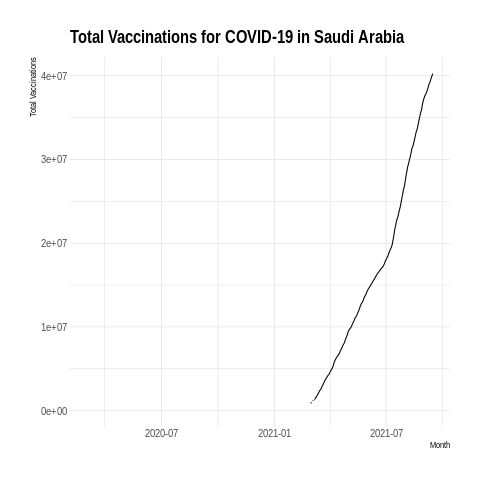 Total Vaccinations for COVID-19 in Saudi Arabia
Total Vaccinations
4e+07
3e+07
2e+07
1e+07
0e+00
2020-07
2021-01
2021-07
Month